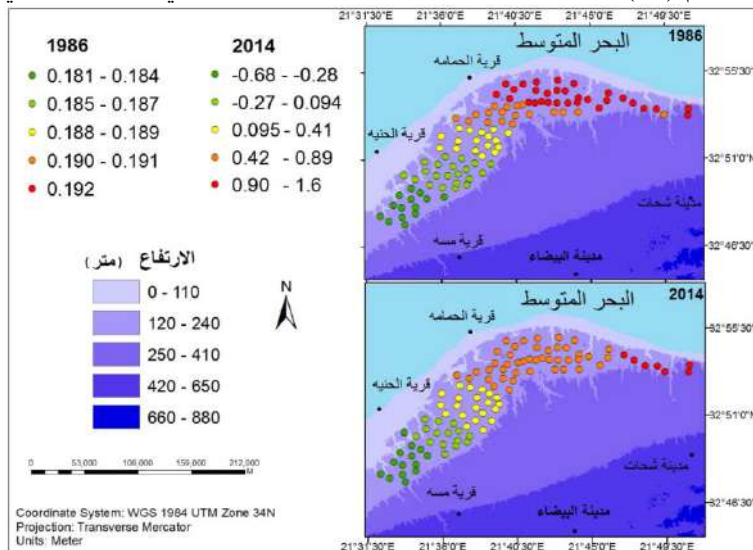 1986
0.181 - 0.184
0.185 - 0.187
0.188 - 0.189
0.190 - 0.191
0.192
2014
-0.68 - -0.28
-0.27 - 0.094
0.095 - 0.41
0.42 - 0.89
0.90 - 1.6
الارتفاع (متر)
0 - 110
120 - 240
250 - 410
420 - 650
660 - 880
N
0 53,000 106,000 159,000 212,000
M
Coordinate System: WGS 1984 UTM Zone 34N
Projection: Transverse Mercator
Units: Meter
21°31'30"E 21°36'0"E 21°40'30"E 21°45'0"E 21°49'30"E
البحر المتوسط 1986
قرية الحمامه
32°55'30"
قرية الحنيه
32°51'0"N
مدينة شحات
قرية مسه
مدينة البيضاء
32°46'30"
البحر المتوسط 2014
قرية الحمامه
32°55'30"
قرية الحنيه
32°51'0"N
مدينة شحات
قرية مسه
مدينة البيضاء
32°46'30"
21°31'30"E 21°36'0"E 21°40'30"E 21°45'0"E 21°49'30"E